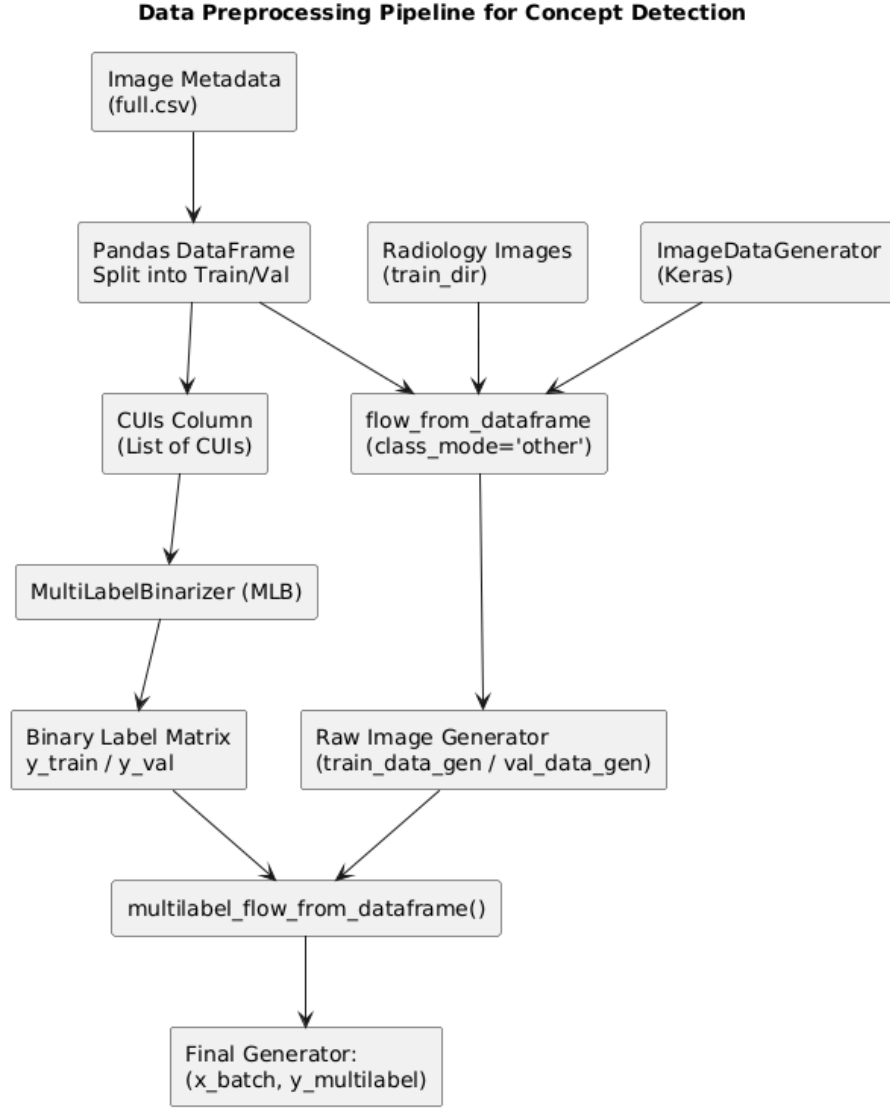 Data Preprocessing Pipeline for Concept Detection
Image Metadata
(full.csv)
Pandas DataFrame
Split into Train/Val
Radiology Images
(train_dir)
ImageDataGenerator
(Keras)
CUIs Column
(List of CUIs)
flow_from_dataframe
(class_mode='other')
MultiLabelBinarizer (MLB)
Binary Label Matrix
y_train / y_val
Raw Image Generator
(train_data_gen / val_data_gen)
multilabel_flow_from_dataframe()
Final Generator:
(x_batch, y_multilabel)